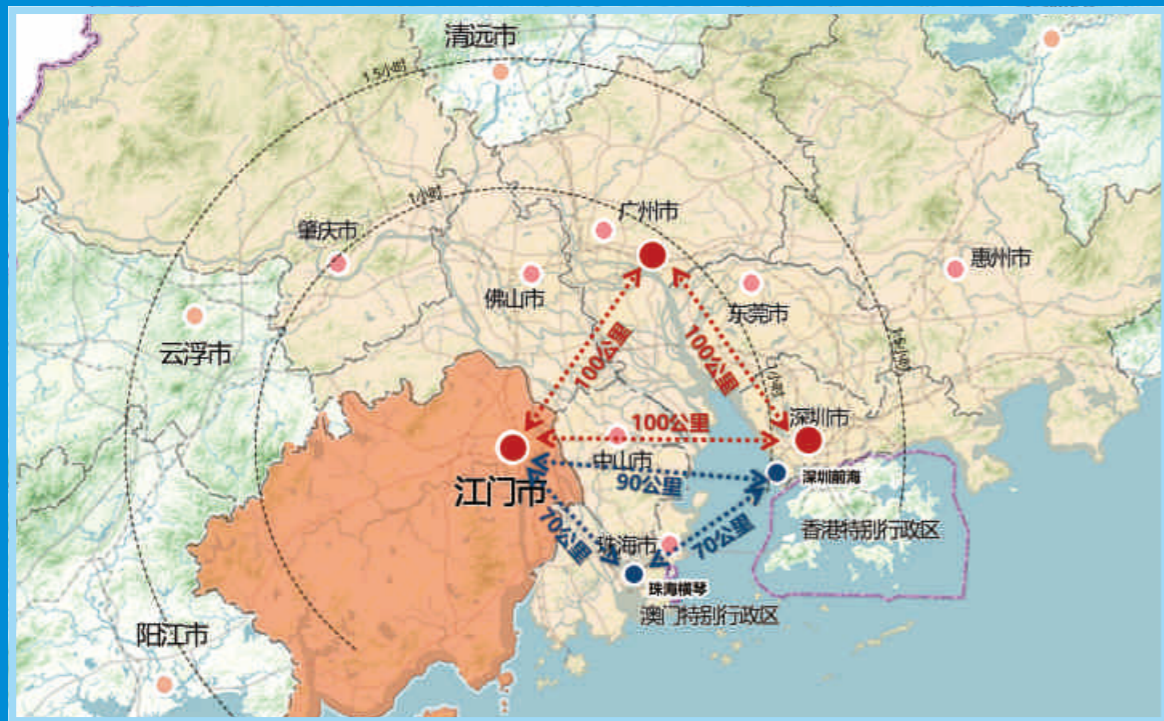 清远市
1.5小时
1小时
广州市
肇庆市
惠州市
佛山市
东莞市
云浮市
100公里
100公里
1.5小时
1小时
深圳市
100公里
中山市
深圳前海
90公里
江门市
70公里
70公里
香港特别行政区
珠海市
珠海横琴
澳门特别行政区
阳江市